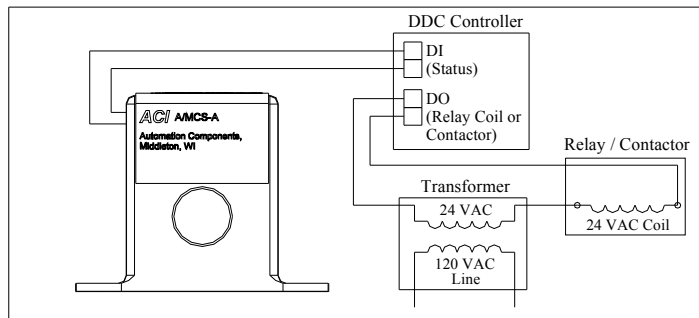 DDC Controller
DI
(Status)
DO
(Relay Coil or
Contactor)
ACI A/MCS-A
Automation Components,
Middleton, WI
Relay / Contactor
24 VAC Coil
Transformer
24 VAC
120 VAC
Line